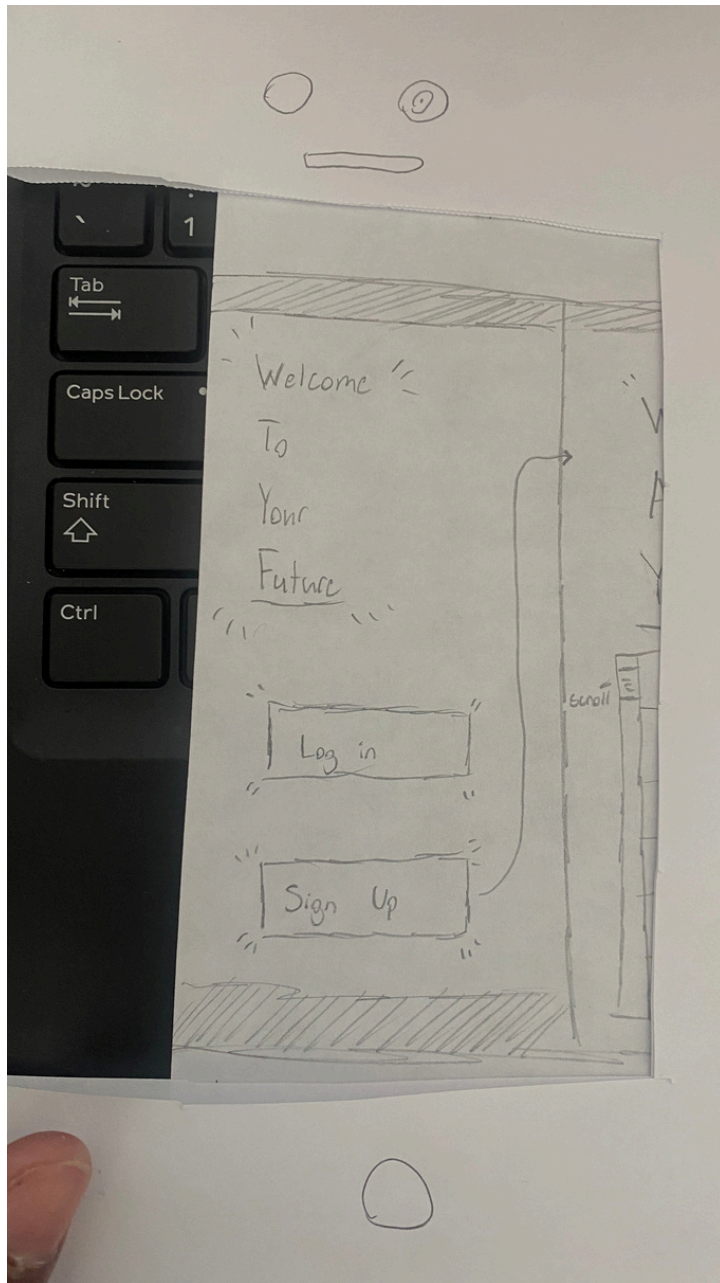 `
1
Tab
Caps Lock
Shift
Ctrl
Welcome
To
Your
Future
Log in
Sign Up
scroll